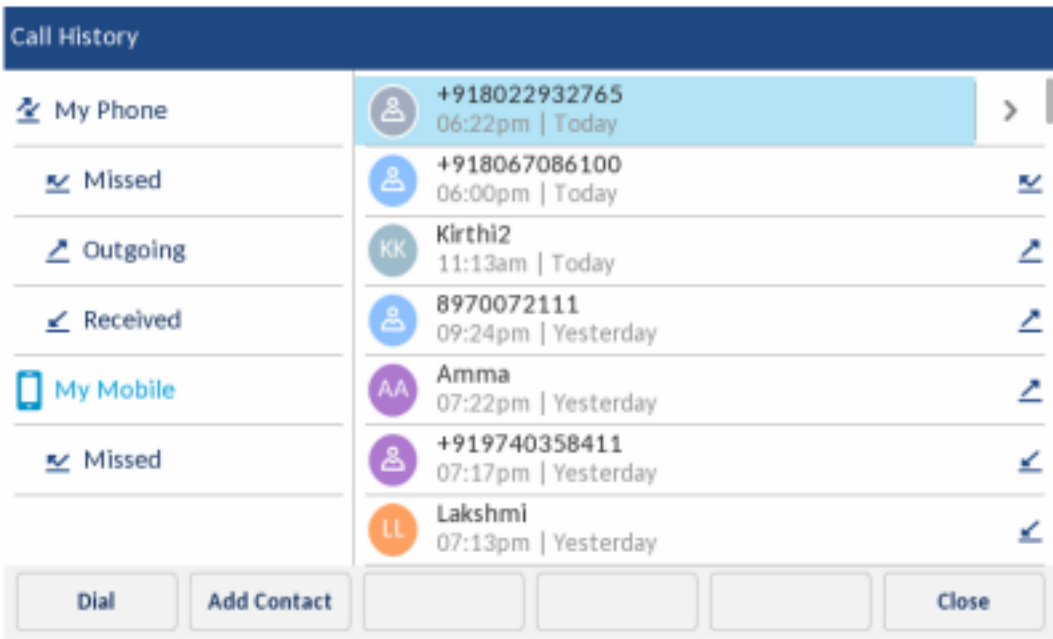 Call History
My Phone
Missed
Outgoing
Received
My Mobile
Missed
+918022932765
06:22pm | Today
+918067086100
06:00pm | Today
KK
Kirthi2
11:13am | Today
8970072111
09:24pm | Yesterday
AA
Amma
07:22pm | Yesterday
+919740358411
07:17pm | Yesterday
LL
Lakshmi
07:13pm | Yesterday
Dial
Add Contact
Close